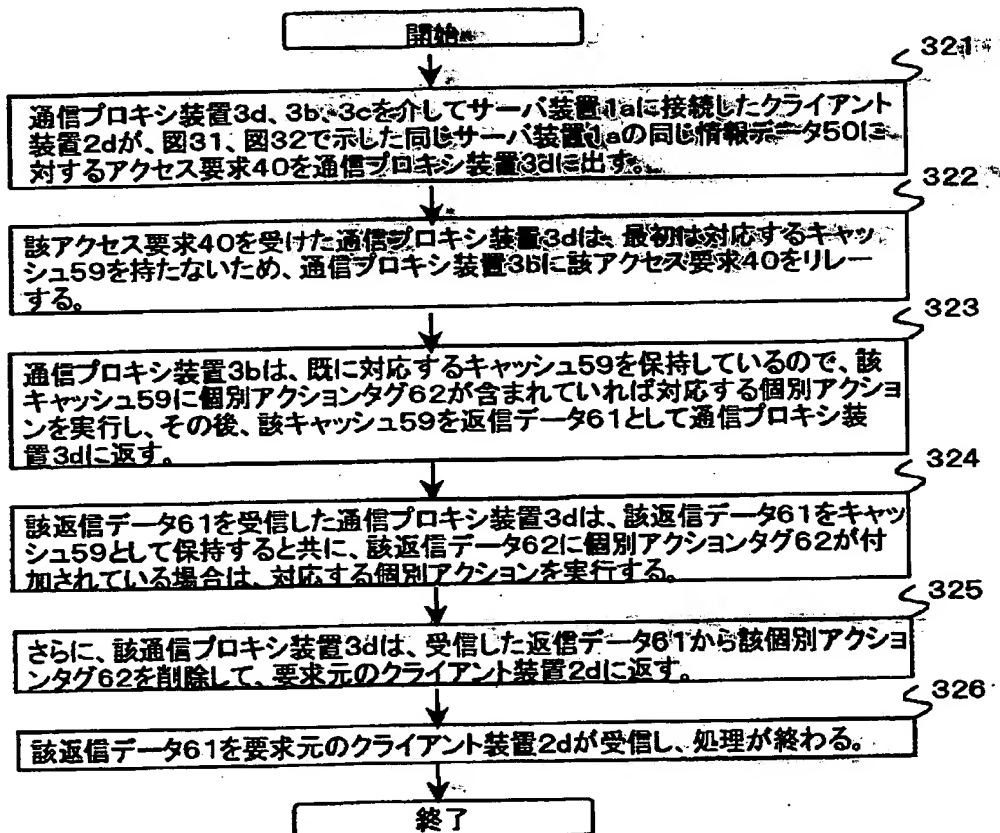 開始
321
通信プロキシ装置3d、3b、3cを介してサーバ装置1aに接続したクライアント
装置2dが、図31、図32で示した同じサーバ装置1aの同じ情報データ50に
対するアクセス要求40を通信プロキシ装置3dに出す。
322
該アクセス要求40を受けた通信プロキシ装置3dは、最初は対応するキャッ
シュ59を持たないため、通信プロキシ装置3bに該アクセス要求40をリレー
する。
323
通信プロキシ装置3bは、既に対応するキャッシュ59を保持しているので、該
キャッシュ59に個別アクションタグ62が含まれていれば対応する個別アクショ
ンを実行し、その後、該キャッシュ59を返信データ61として通信プロキシ装
置3dに返す。
324
該返信データ61を受信した通信プロキシ装置3dは、該返信データ61をキャッ
シュ59として保持すると共に、該返信データ62に個別アクションタグ62が付
加されている場合は、対応する個別アクションを実行する。
325
さらに、該通信プロキシ装置3dは、受信した返信データ61から該個別アクショ
ンタグ62を削除して、要求元のクライアント装置2dに返す。
326
該返信データ61を要求元のクライアント装置2dが受信し、処理が終わる。
終了